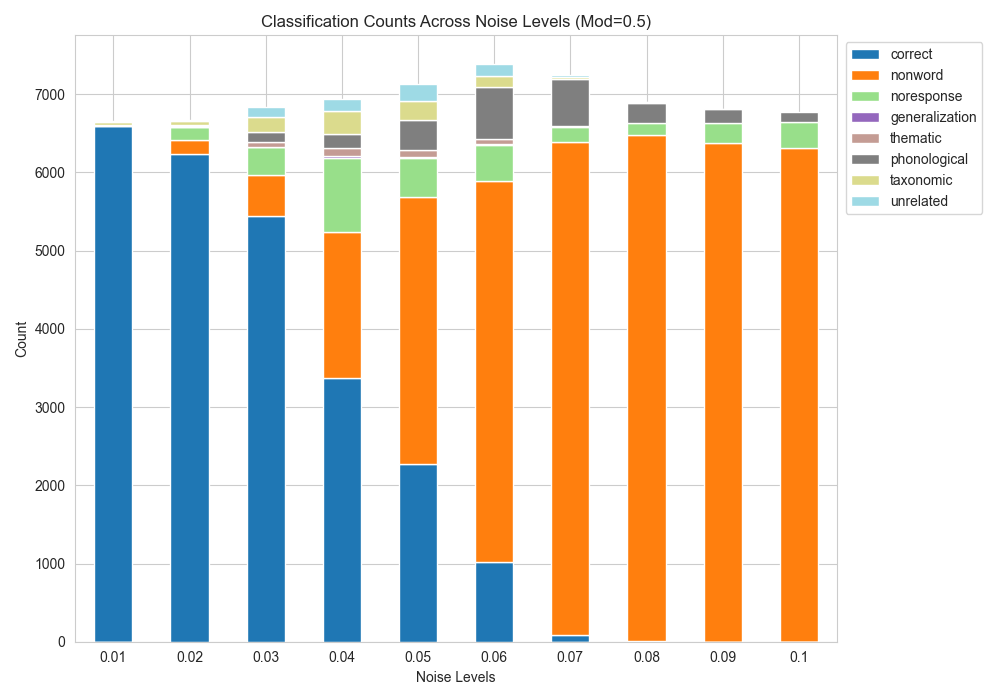 Classification Counts Across Noise Levels (Mod=0.5)
Count
7000
6000
5000
4000
3000
2000
1000
0
0.01 0.02 0.03 0.04 0.05 0.06 0.07 0.08 0.09 0.1
Noise Levels
correct
nonword
noresponse
generalization
thematic
phonological
taxonomic
unrelated